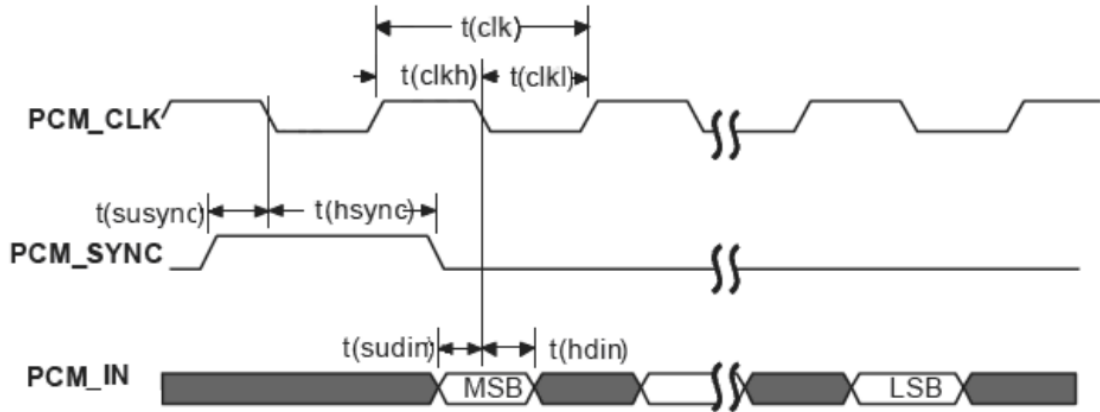 t(clk)
t(clkh) t(clkl)
PCM_CLK
t(susync) t(hsync)
PCM_SYNC
t(sudin) t(hdin)
PCM_IN MSB LSB